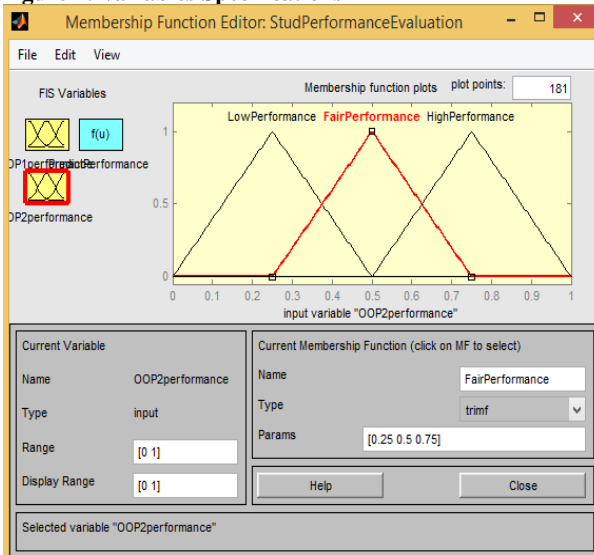 Membership Function Editor: StudPerformanceEvaluation
File Edit View
FIS Variables
Membership function plots plot points: 181
f(u)
OOP2performance
LowPerformance FairPerformance HighPerformance
1
0.5
0
0 0.1 0.2 0.3 0.4 0.5 0.6 0.7 0.8 0.9 1
input variable "OOP2performance"
Current Variable
Name OOP2performance
Type input
Range [0 1]
Display Range [0 1]
Current Membership Function (click on MF to select)
Name FairPerformance
Type trimf
Params [0.25 0.5 0.75]
Help Close
Selected variable "OOP2performance"